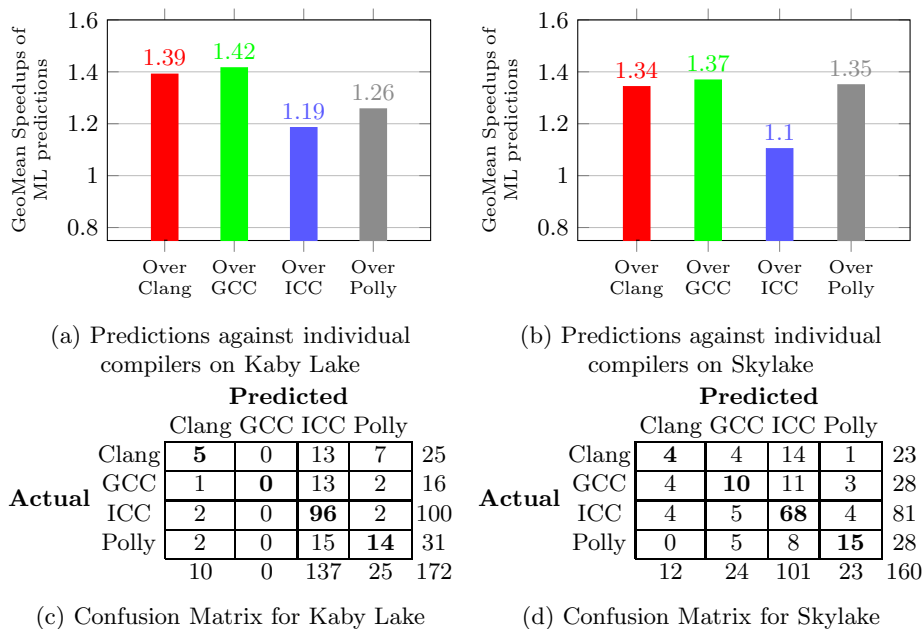 GeoMean Speedups of
ML predictions
1.6
1.4
1.2
1
0.8
1.39
1.42
1.19
1.26
Over
Clang
Over
GCC
Over
ICC
Over
Polly
(a) Predictions against individual
compilers on Kaby Lake
GeoMean Speedups of
ML predictions
1.6
1.4
1.2
1
0.8
1.34
1.37
1.1
1.35
Over
Clang
Over
GCC
Over
ICC
Over
Polly
(b) Predictions against individual
compilers on Skylake
Predicted
Clang GCC ICC Polly
Actual
Clang 5 0 13 7 25
GCC 1 0 13 2 16
ICC 2 0 96 2 100
Polly 2 0 15 14 31
10 0 137 25 172
(c) Confusion Matrix for Kaby Lake
Predicted
Clang GCC ICC Polly
Actual
Clang 4 4 14 1 23
GCC 4 10 11 3 28
ICC 4 5 68 4 81
Polly 0 5 8 15 28
12 24 101 23 160
(d) Confusion Matrix for Skylake